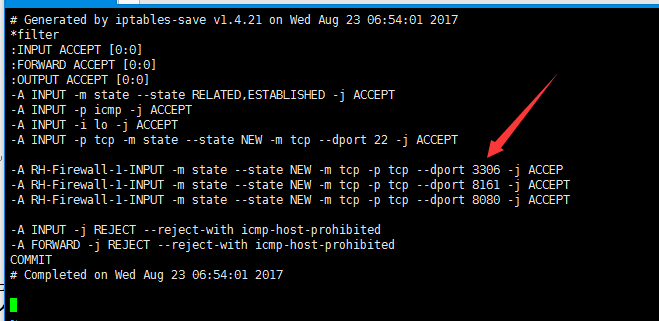 # Generated by iptables-save v1.4.21 on Wed Aug 23 06:54:01 2017
*filter
:INPUT ACCEPT [0:0]
:FORWARD ACCEPT [0:0]
:OUTPUT ACCEPT [0:0]
-A INPUT -m state --state RELATED,ESTABLISHED -j ACCEPT
-A INPUT -p icmp -j ACCEPT
-A INPUT -i lo -j ACCEPT
-A INPUT -p tcp -m state --state NEW -m tcp --dport 22 -j ACCEPT
-A RH-Firewall-1-INPUT -m state --state NEW -m tcp -p tcp --dport 3306 -j ACCEP
-A RH-Firewall-1-INPUT -m state --state NEW -m tcp -p tcp --dport 8161 -j ACCEPT
-A RH-Firewall-1-INPUT -m state --state NEW -m tcp -p tcp --dport 8080 -j ACCEPT
-A INPUT -j REJECT --reject-with icmp-host-prohibited
-A FORWARD -j REJECT --reject-with icmp-host-prohibited
COMMIT
# Completed on Wed Aug 23 06:54:01 2017